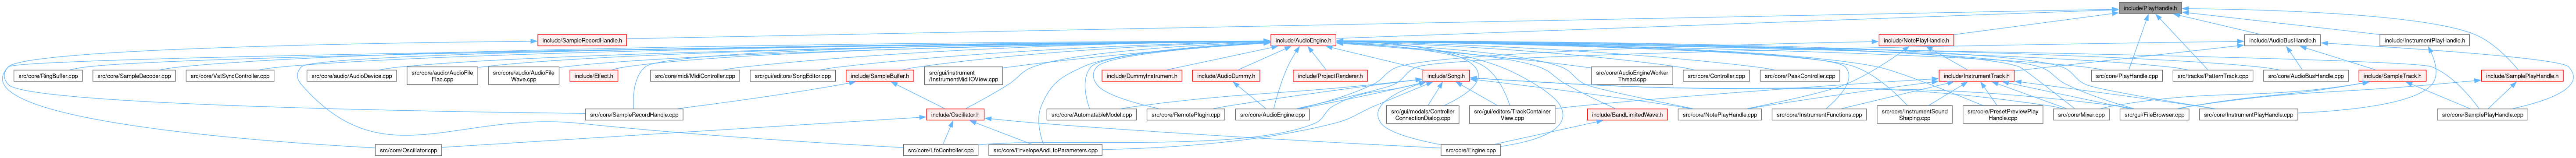 include/PlayHandle.h
include/SampleRecordHandle.h
include/AudioEngine.h
include/NotePlayHandle.h
include/AudioBusHandle.h
include/InstrumentPlayHandle.h
src/core/RingBuffer.cpp
src/core/SampleDecoder.cpp
src/core/VstSyncController.cpp
src/core/audio/AudioDevice.cpp
src/core/audio/AudioFile
Flac.cpp
src/core/audio/AudioFile
Wave.cpp
include/Effect.h
src/core/midi/MidiController.cpp
src/gui/editors/SongEditor.cpp
include/SampleBuffer.h
src/gui/instrument
/InstrumentMidiIOView.cpp
include/DummyInstrument.h
include/AudioDummy.h
include/ProjectRenderer.h
include/Song.h
src/core/AudioEngineWorker
Thread.cpp
src/core/Controller.cpp
src/core/PeakController.cpp
include/InstrumentTrack.h
src/core/PlayHandle.cpp
src/tracks/PatternTrack.cpp
src/core/AudioBusHandle.cpp
include/SampleTrack.h
include/SamplePlayHandle.h
src/core/SampleRecordHandle.cpp
include/Oscillator.h
src/core/AutomatableModel.cpp
src/core/RemotePlugin.cpp
src/core/AudioEngine.cpp
src/gui/modals/Controller
ConnectionDialog.cpp
src/gui/editors/TrackContainer
View.cpp
include/BandLimitedWave.h
src/core/NotePlayHandle.cpp
src/core/InstrumentFunctions.cpp
src/core/InstrumentSound
Shaping.cpp
src/core/PresetPreviewPlay
Handle.cpp
src/core/Mixer.cpp
src/gui/FileBrowser.cpp
src/core/InstrumentPlayHandle.cpp
src/core/SamplePlayHandle.cpp
src/core/Oscillator.cpp
src/core/LfoController.cpp
src/core/EnvelopeAndLfoParameters.cpp
src/core/Engine.cpp